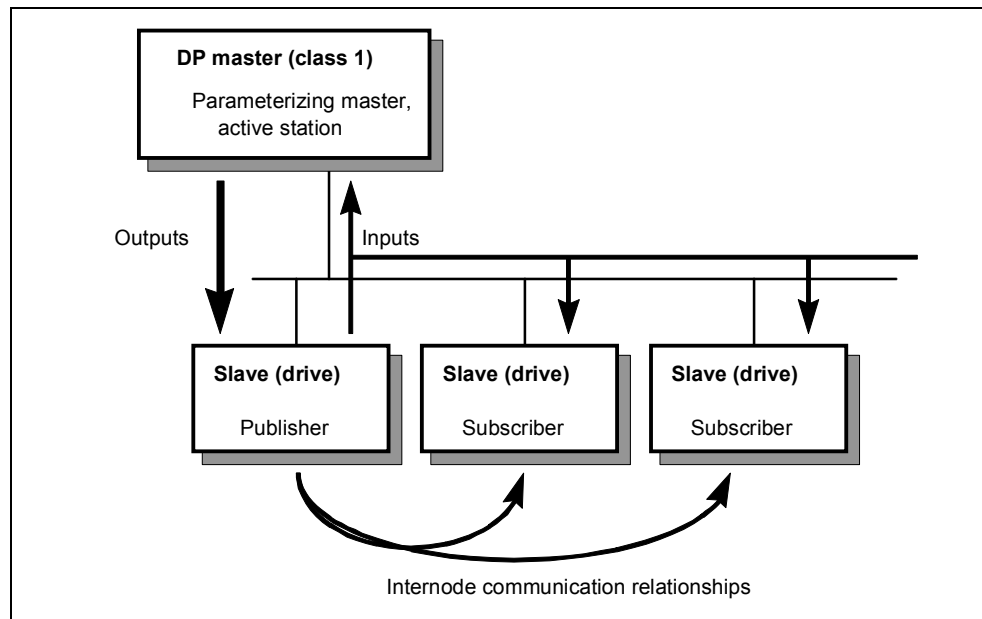 DP master (class 1)
Parameterizing master,
active station
Outputs
Inputs
Slave (drive)
Publisher
Slave (drive)
Subscriber
Slave (drive)
Subscriber
Internode communication relationships